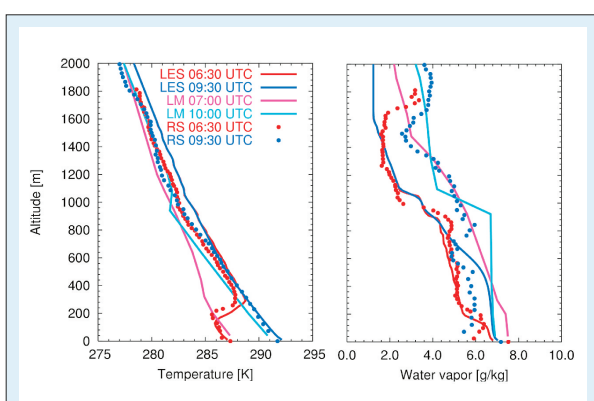 2000
1800
1600
1400
1200
1000
800
600
400
200
0
Altitude [m]
LES 06:30 UTC
LES 09:30 UTC
LM 07:00 UTC
LM 10:00 UTC
RS 06:30 UTC
RS 09:30 UTC
275 280 285 290 295
Temperature [K]
0.0 2.0 4.0 6.0 8.0 10.0
Water vapor [g/kg]